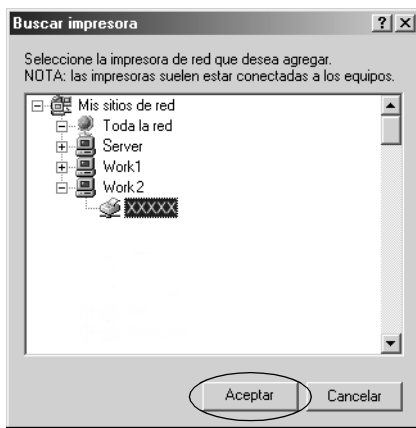 Buscar impresora
Seleccione la impresora de red que desea agregar.
NOTA: las impresoras suelen estar conectadas a los equipos.
Mis sitios de red
Toda la red
Server
Work1
Work2
XXXXX
Aceptar
Cancelar